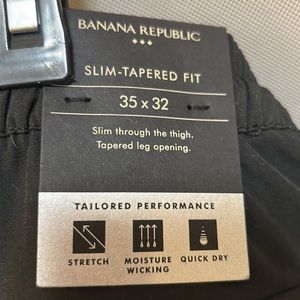 BANANA REPUBLIC
SLIM-TAPERED FIT
35 x 32
Slim through the thigh.
Tapered leg opening.
TAILORED PERFORMANCE
STRETCH
MOISTURE
WICKING
QUICK DRY